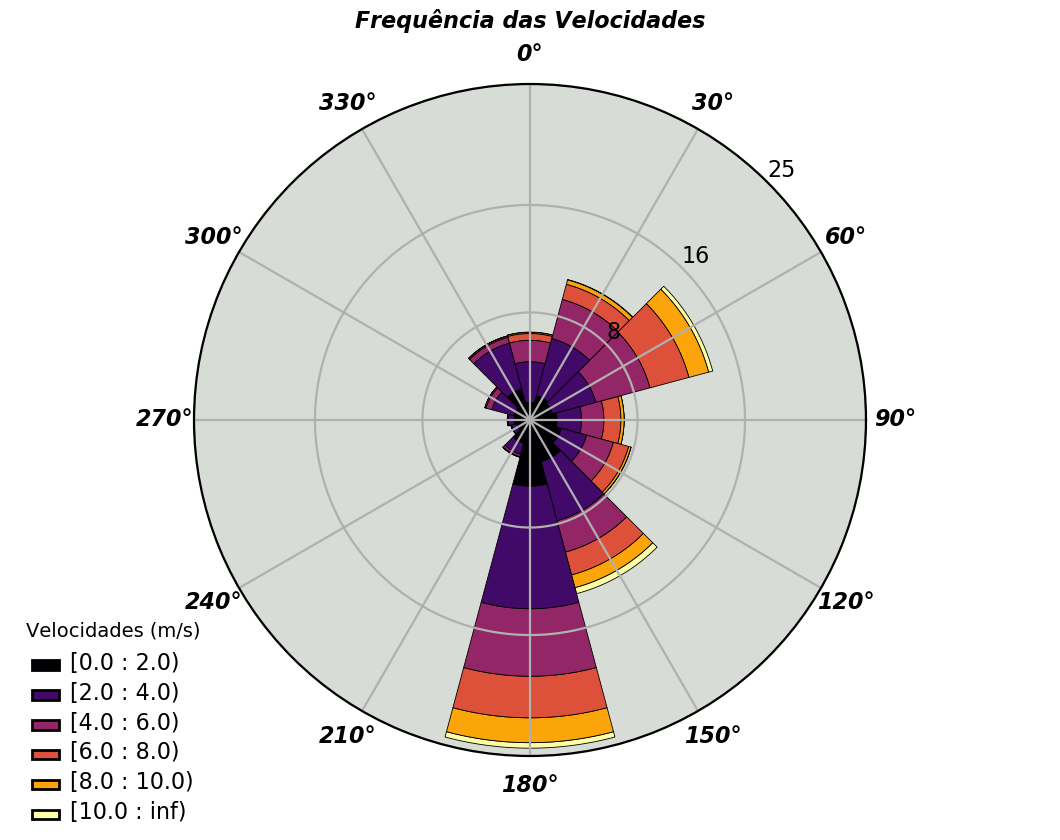 Frequência das Velocidades
0°
330°
30°
25
300°
60°
16
8
270°
90°
240°
120°
Velocidades (m/s)
[0.0 : 2.0)
[2.0 : 4.0)
[4.0 : 6.0)
210°
150°
[6.0 : 8.0)
[8.0 : 10.0)
180°
[10.0 : inf)